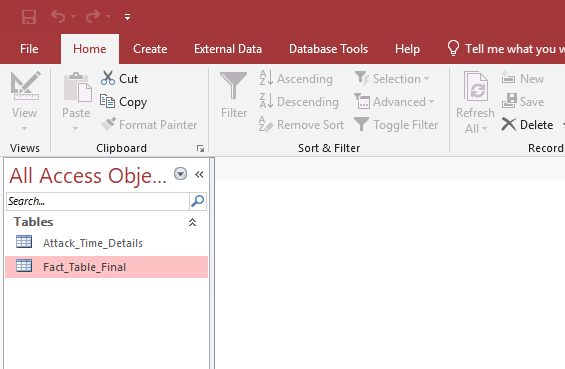 File Home Create External Data Database Tools Help Tell me what you w
View Paste Cut Copy Format Painter Filter Ascending Descending Remove Sort Selection Advanced Toggle Filter Refresh All New Save Delete
Views Clipboard Sort & Filter Record
All Access Obje...
Search...
Tables
Attack_Time_Details
Fact_Table_Final